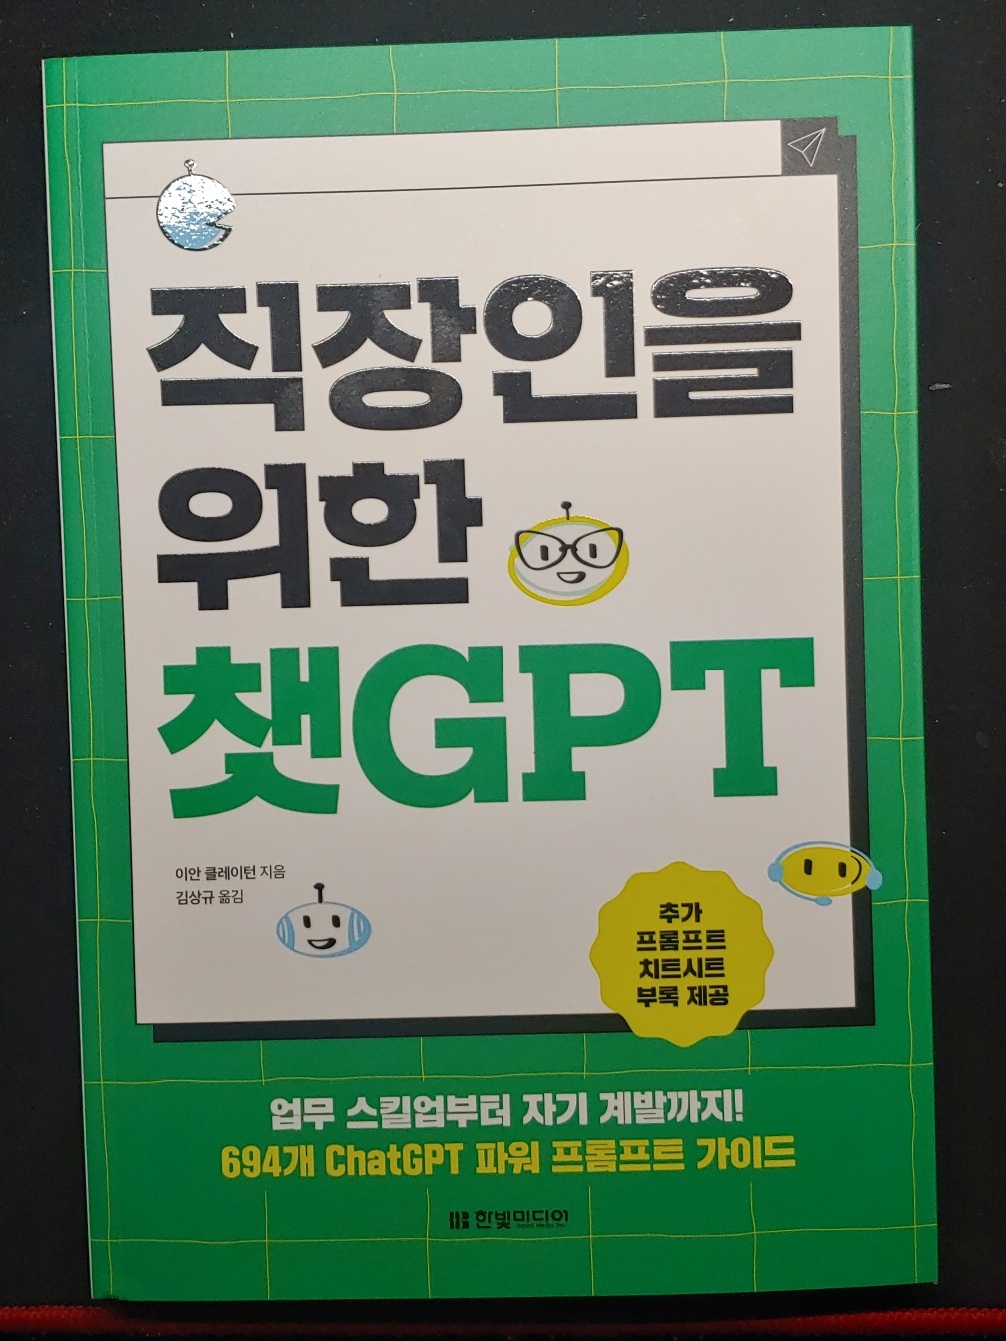 직장인을
위한
챗GPT
이안 클레이턴 지음
김상규 옮김
추가
프롬프트
치트시트
부록 제공
업무 스킬업부터 자기 계발까지!
694개 ChatGPT 파워 프롬프트 가이드
한빛미디어